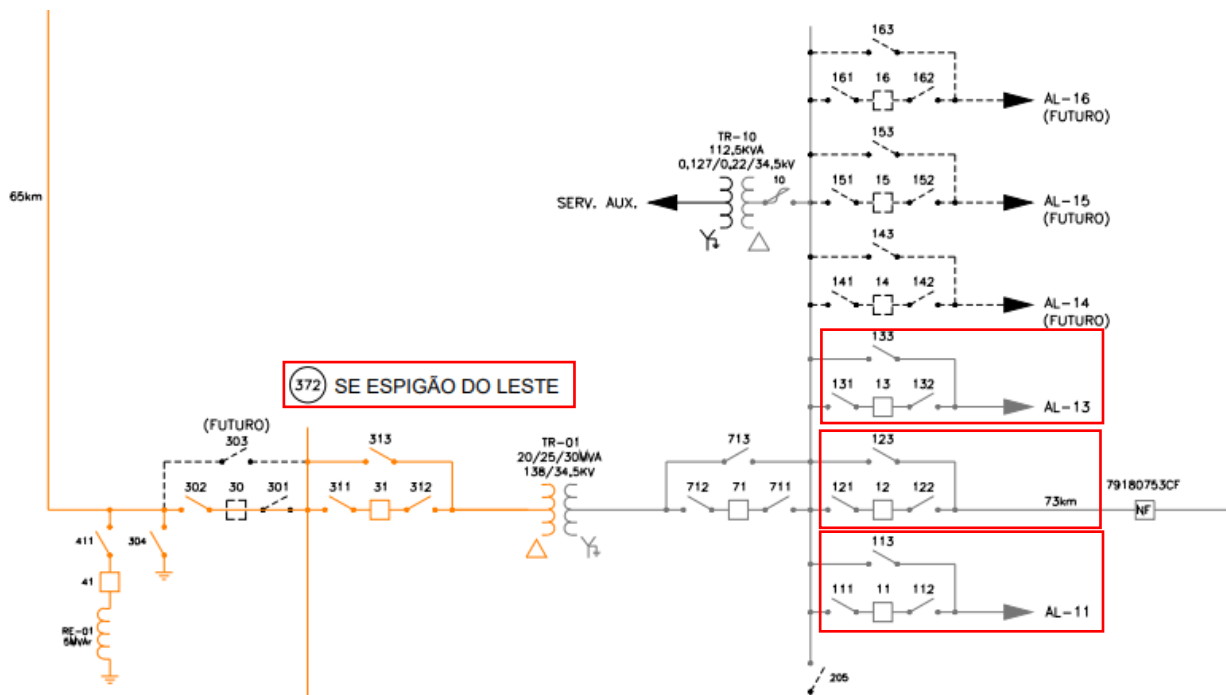 163
161 16 162
AL-16
(FUTURO)
TR-10
112,5KVA
0,127/0,22/34,5kV
10
153
65km
SERV. AUX.
151 15 152
AL-15
(FUTURO)
143
141 14 142
AL-14
(FUTURO)
133
372 SE ESPIGÃO DO LESTE
131 13 132
AL-13
(FUTURO)
303
313
TR-01
20/25/30MVA
138/34,5KV
713
123
302 30 301
311 31 312
712 71 711
121 12 122
73km
79180753CF
NF
411
304
113
41
111 11 112
AL-11
RE-01
5MVAr
205